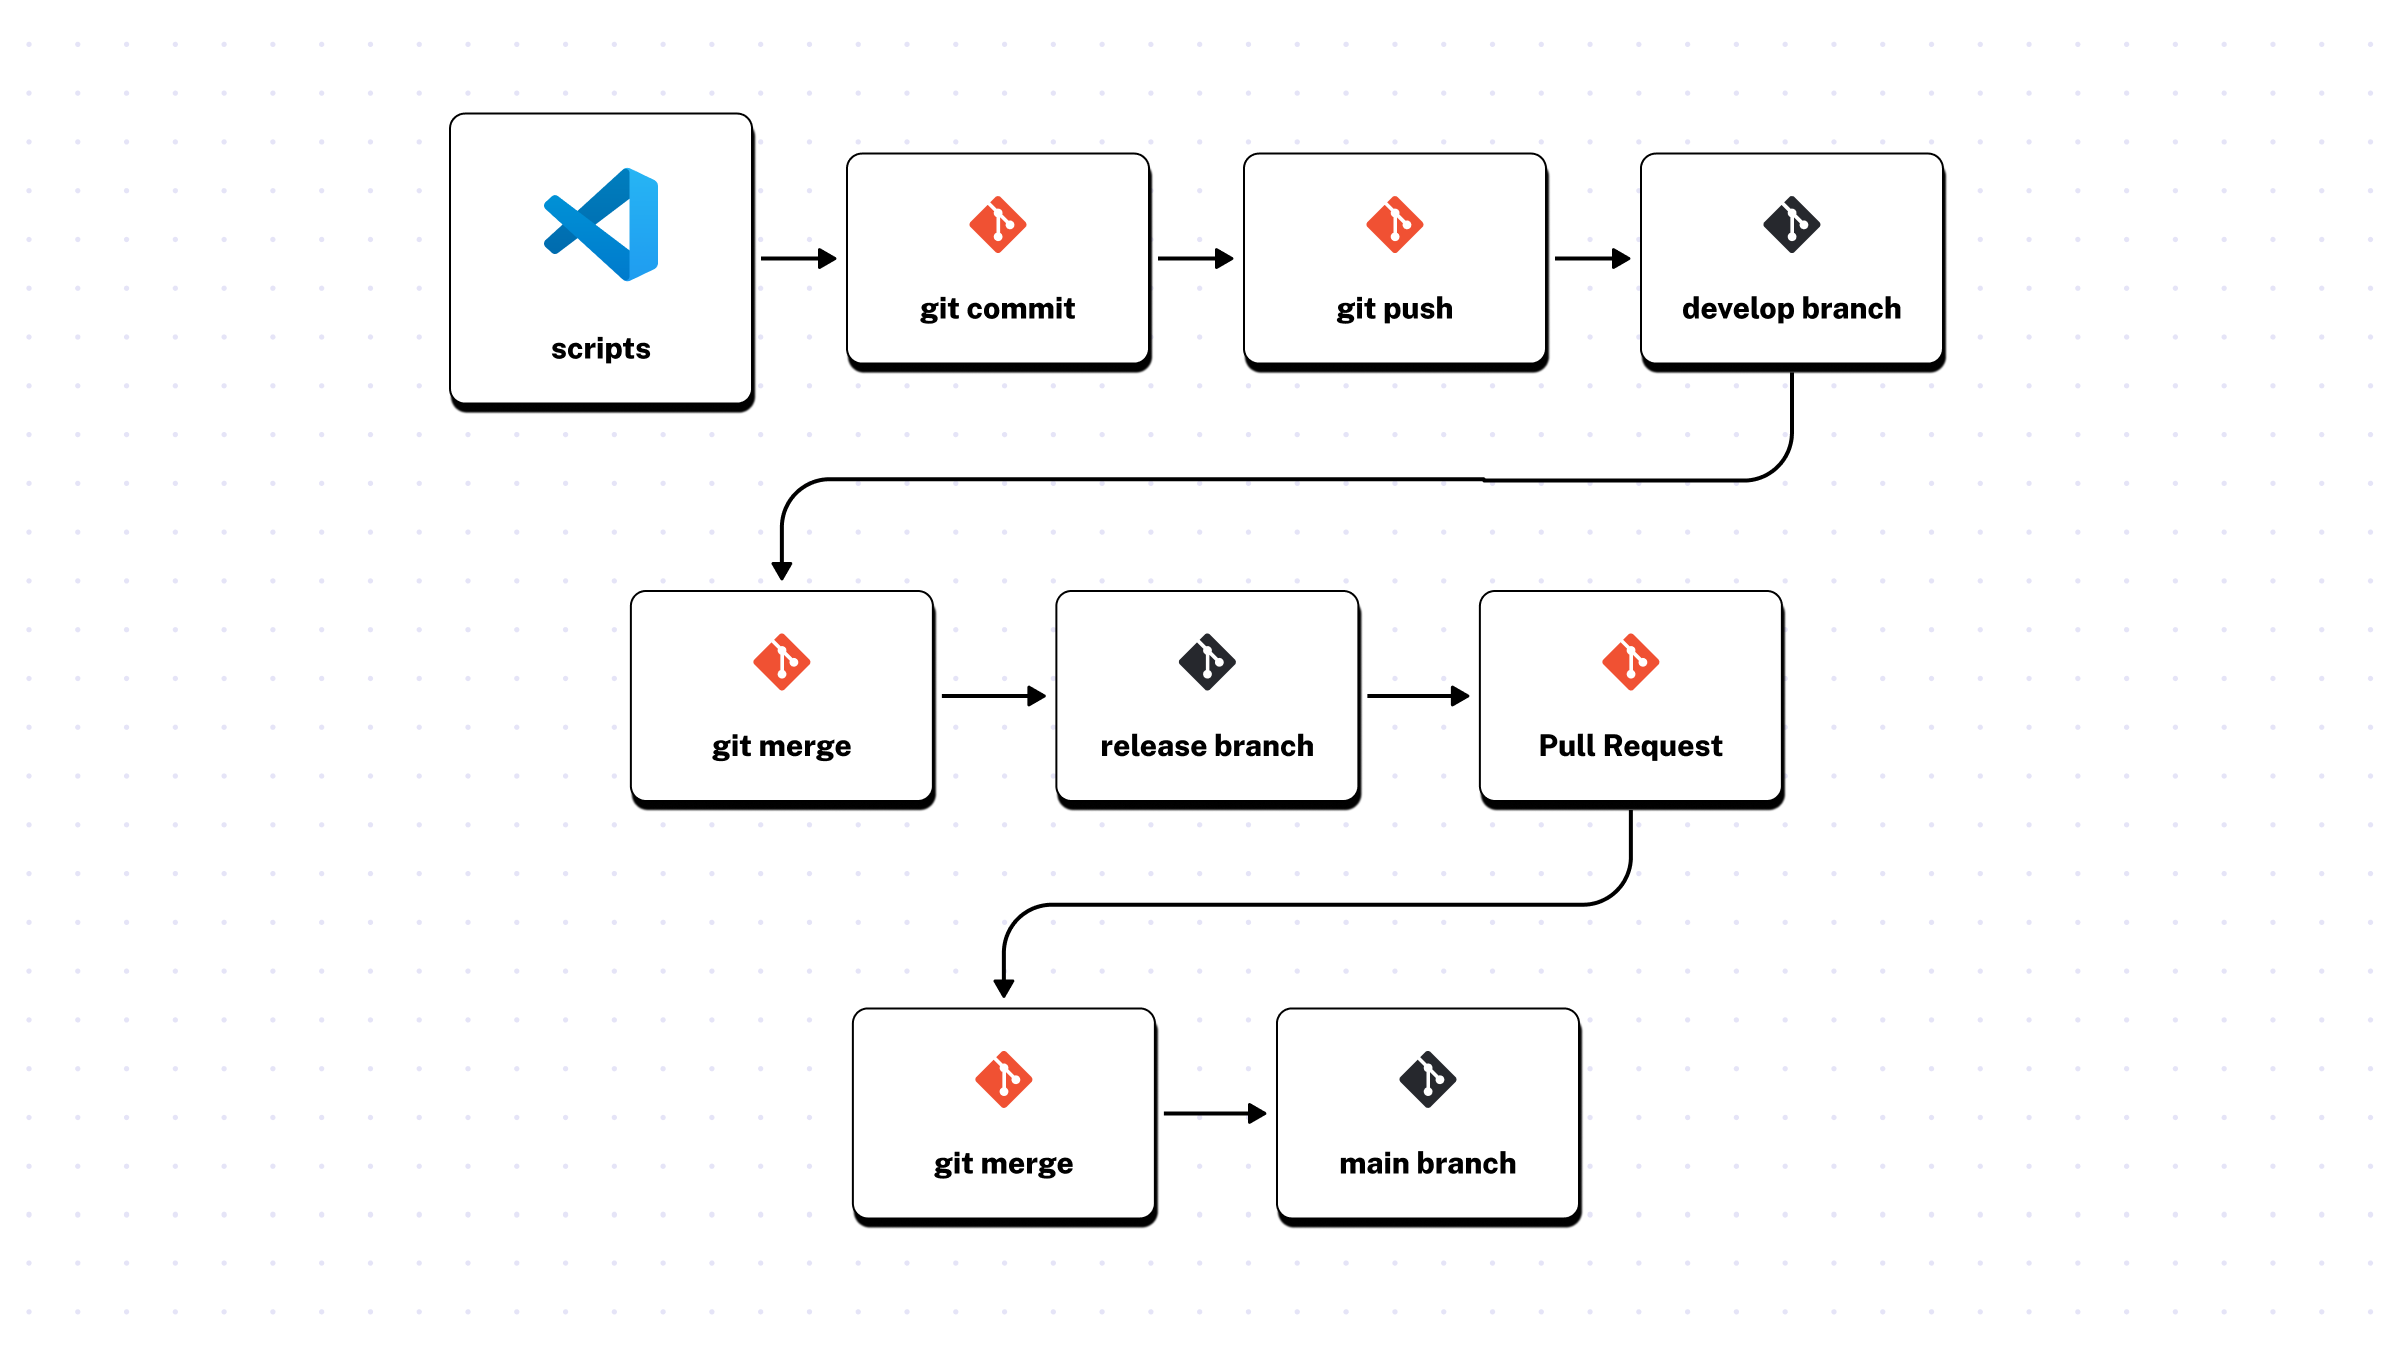 scripts
git commit
git push
develop branch
git merge
release branch
Pull Request
git merge
main branch